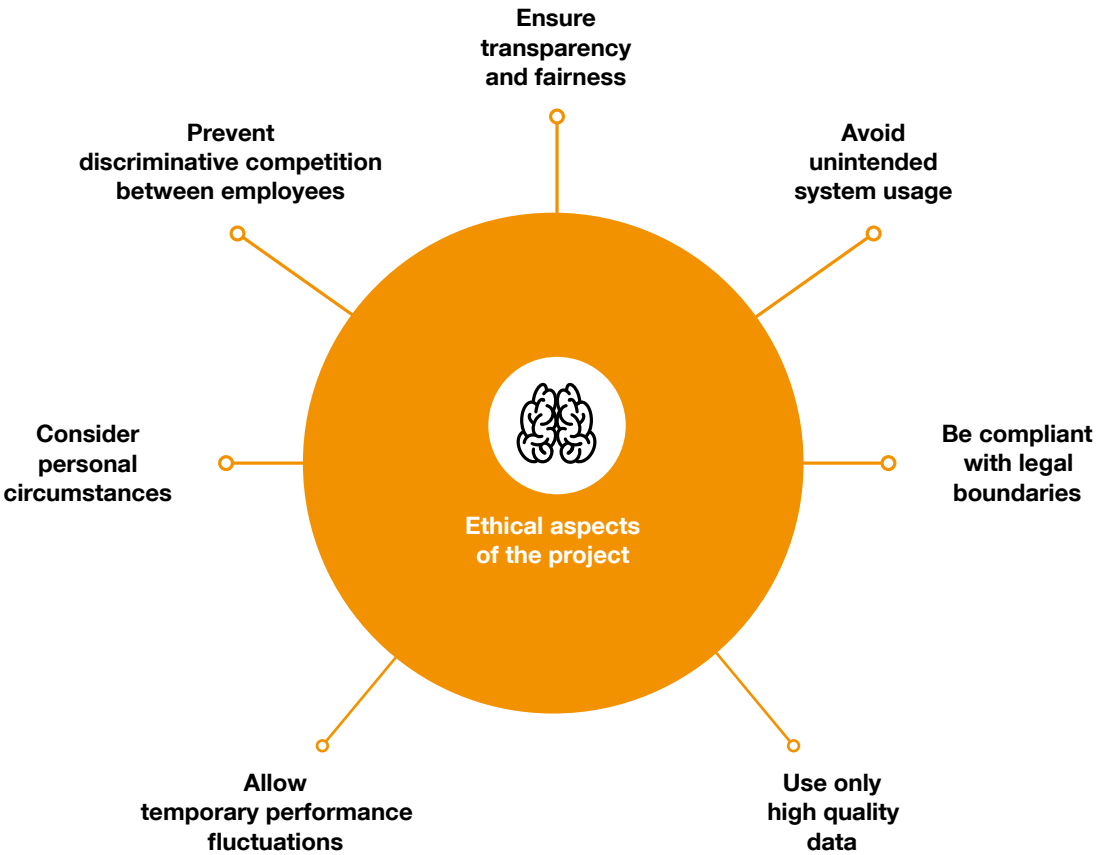 Ensure
transparency
and fairness
Prevent
discriminative competition
between employees
Avoid
unintended
system usage
Consider
personal
circumstances
Be compliant
with legal
boundaries
Ethical aspects
of the project
Allow
temporary performance
fluctuations
Use only
high quality
data